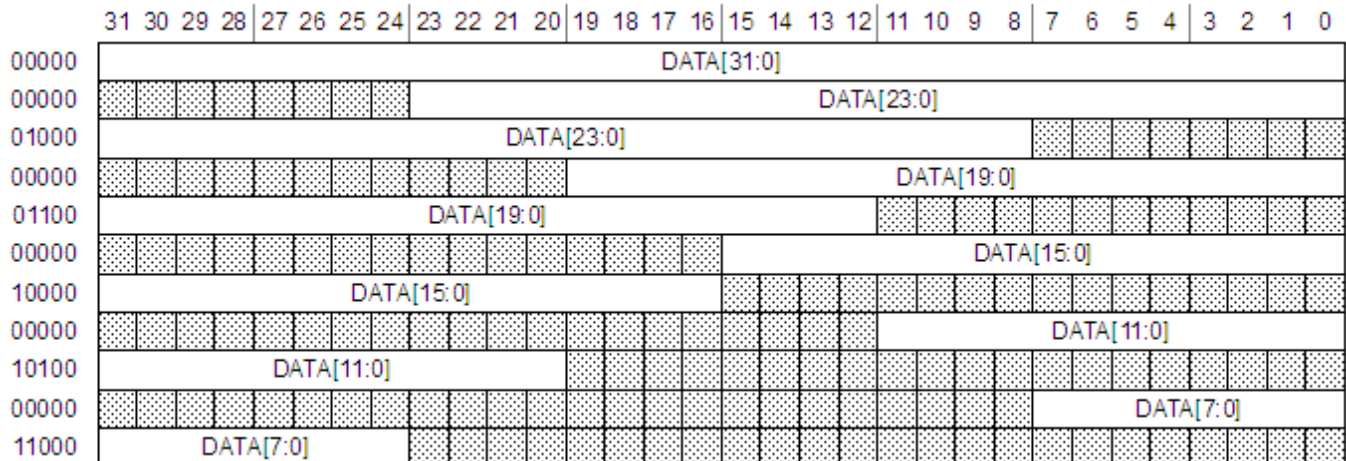 31 30 29 28 27 26 25 24 23 22 21 20 19 18 17 16 15 14 13 12 11 10 9 8 7 6 5 4 3 2 1 0
00000 DATA[31:0]
00000 DATA[23:0]
01000 DATA[23:0]
00000 DATA[19:0]
01100 DATA[19:0]
00000 DATA[15:0]
10000 DATA[15:0]
00000 DATA[11:0]
10100 DATA[11:0]
00000 DATA[7:0]
11000 DATA[7:0]